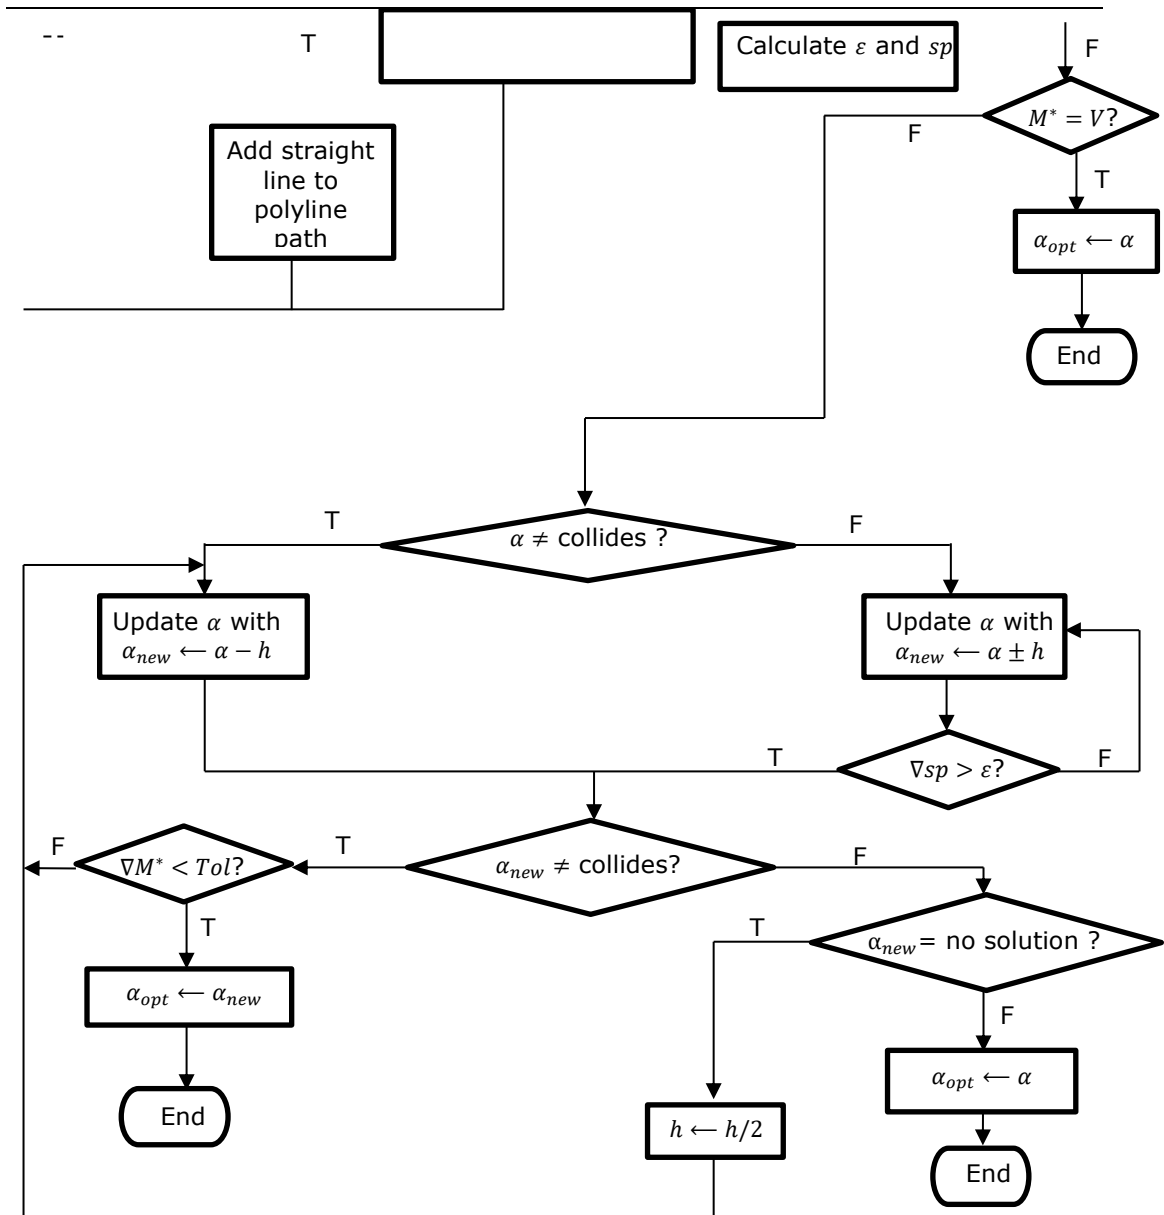 --
T
Calculate ε and sp
F
M* = V?
F
T
Add straight
line to
polyline
path
α_opt ← α
End
α ≠ collides ?
T
F
Update α with
α_new ← α − h
Update α with
α_new ← α ± h
∇sp > ε?
T
F
α_new ≠ collides?
T
F
∇M* < Tol?
F
T
α_new = no solution ?
T
F
α_opt ← α_new
α_opt ← α
End
h ← h/2
End